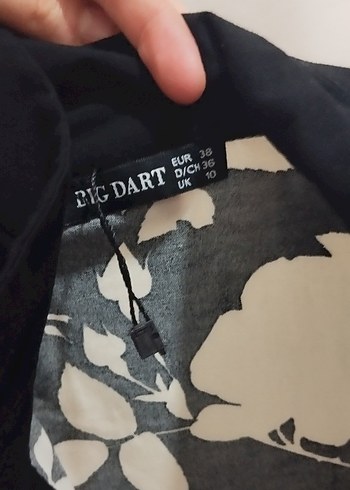 BIG DART
EUR 38
D/CH 36
UK 10